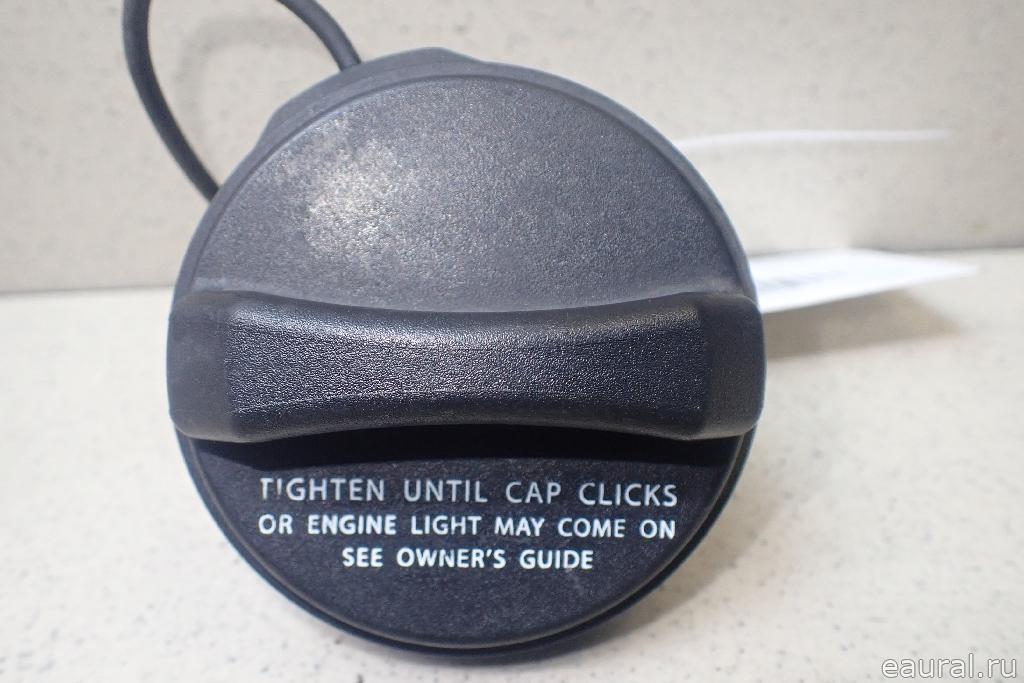 TIGHTEN UNTIL CAP CLICKS
OR ENGINE LIGHT MAY COME ON
SEE OWNER'S GUIDE
eaural.ru